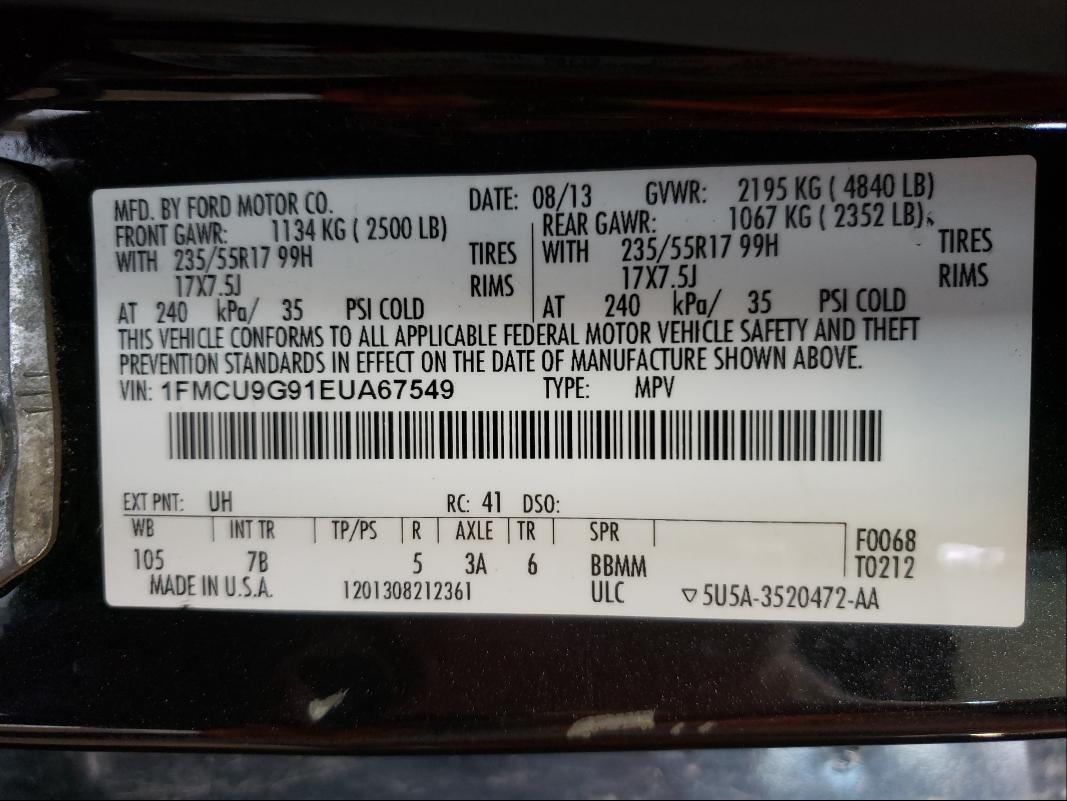 MFD. BY FORD MOTOR CO. DATE: 08/13 GVWR: 2195 KG ( 4840 LB)
FRONT GAWR: 1134 KG ( 2500 LB) REAR GAWR: 1067 KG ( 2352 LB)
WITH 235/55R17 99H TIRES WITH 235/55R17 99H TIRES
17X7.5J RIMS 17X7.5J RIMS
AT 240 kPa/ 35 PSI COLD AT 240 kPa/ 35 PSI COLD
THIS VEHICLE CONFORMS TO ALL APPLICABLE FEDERAL MOTOR VEHICLE SAFETY AND THEFT
PREVENTION STANDARDS IN EFFECT ON THE DATE OF MANUFACTURE SHOWN ABOVE.
VIN: 1FMCU9G91EUA67549 TYPE: MPV
EXT PNT: UH RC: 41 DSO:
WB INT TR TP/PS R AXLE TR SPR F0068
105 7B 5 3A 6 BBMM T0212
MADE IN U.S.A. 1201308212361 ULC ▽5U5A-3520472-AA